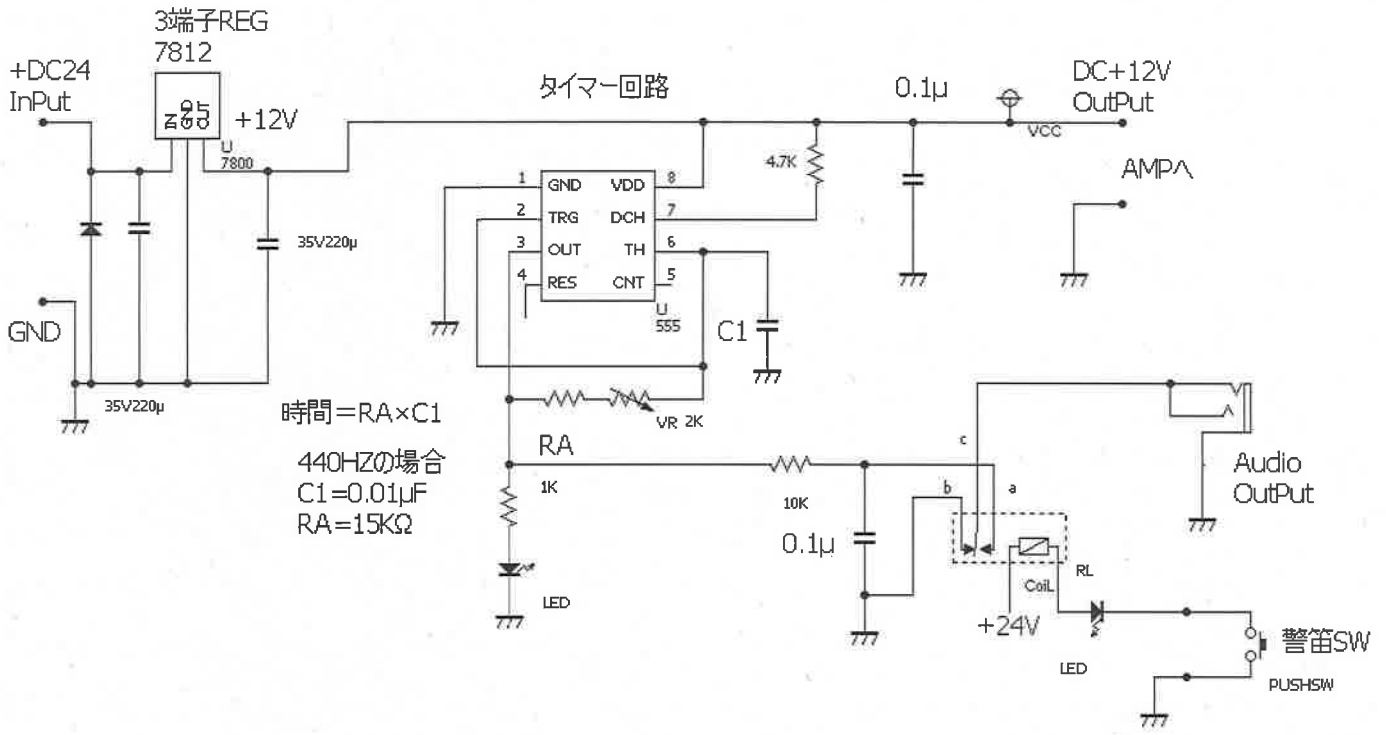 3端子REG
7812
+DC24
InPut
IN
GND
OUT
+12V
U
7800
35V220μ
GND
35V220μ
タイマー回路
1
GND
VDD
8
2
TRG
DCH
7
3
OUT
TH
6
4
RES
CNT
5
U
555
4.7K
0.1μ
VCC
DC+12V
OutPut
AMPへ
C1
時間=RA×C1
440HZの場合
C1=0.01μF
RA=15KΩ
VR 2K
RA
1K
LED
10K
0.1μ
c
b
a
RL
CoiL
+24V
LED
Audio
OutPut
警笛SW
PUSHSW